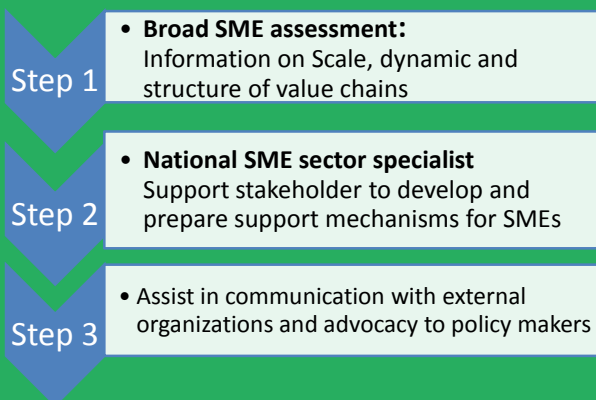 Step 1
• Broad SME assessment:
Information on Scale, dynamic and
structure of value chains
Step 2
• National SME sector specialist
Support stakeholder to develop and
prepare support mechanisms for SMEs
Step 3
• Assist in communication with external
organizations and advocacy to policy makers